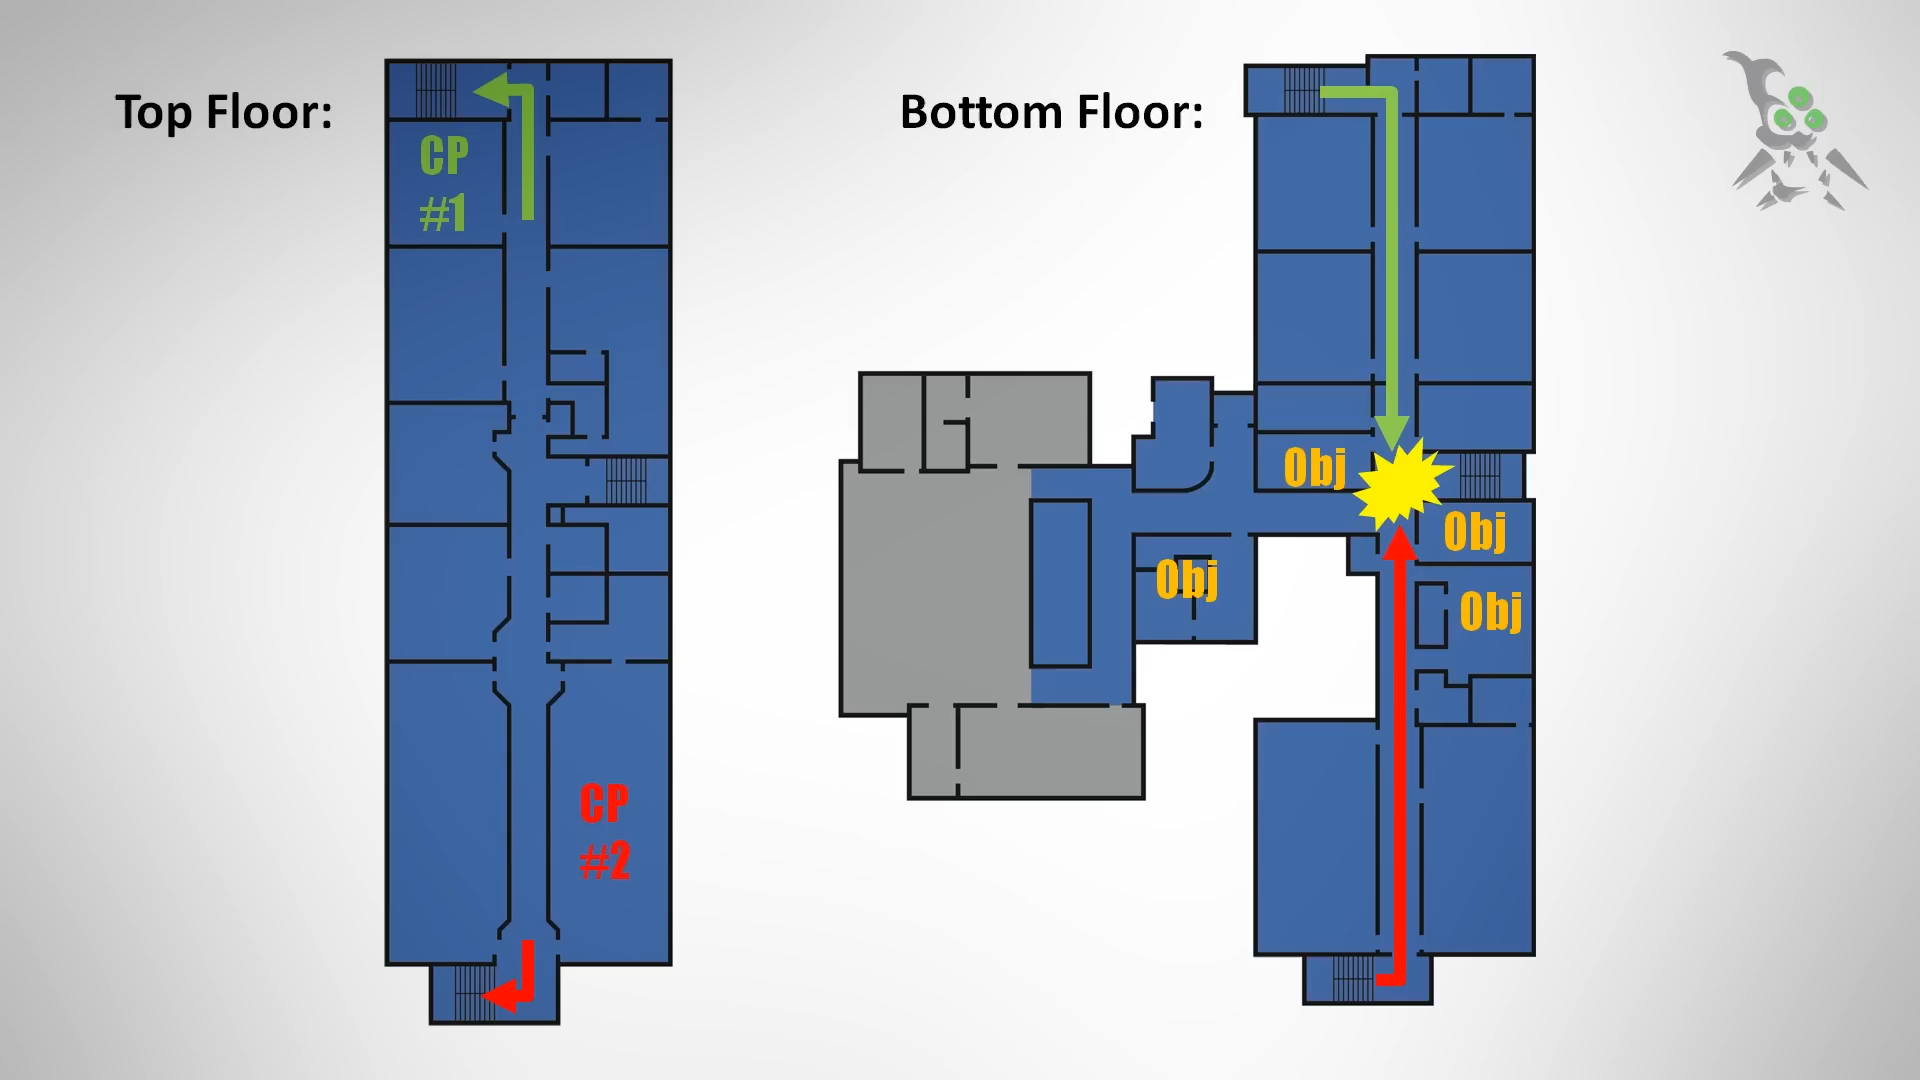 Top Floor:
Bottom Floor:
CP
#1
Obj
Obj
Obj
Obj
CP
#2